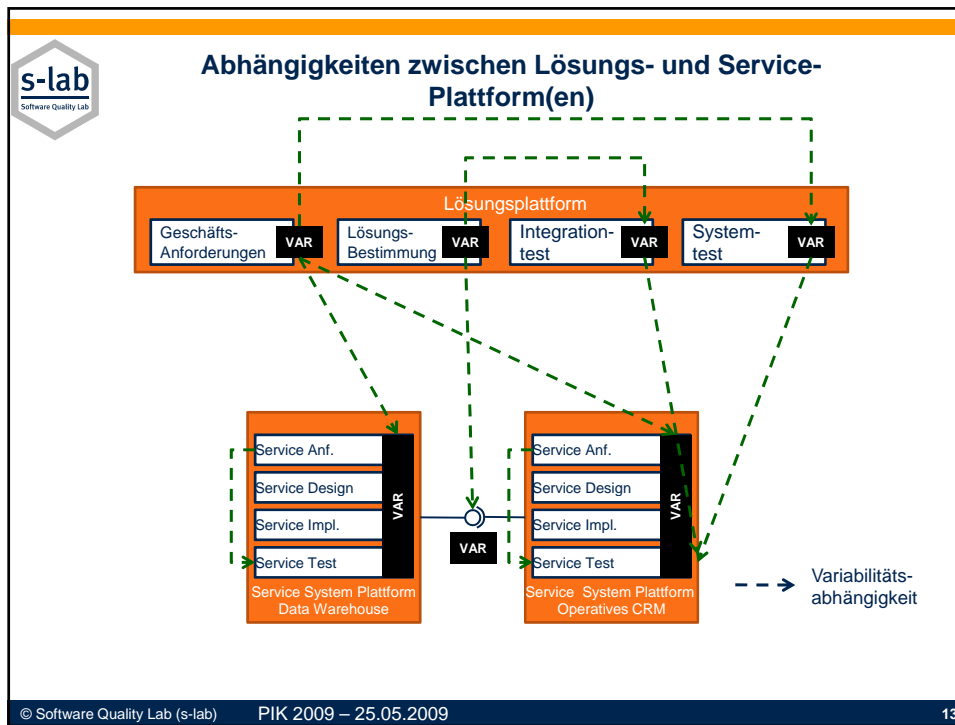 s-lab
Software Quality Lab
Abhängigkeiten zwischen Lösungs- und Service-
Plattform(en)
Lösungsplattform
Geschäfts-
Anforderungen
VAR
Lösungs-
Bestimmung
VAR
Integration-
test
VAR
System-
test
VAR
Service Anf.
Service Design
Service Impl.
Service Test
VAR
Service System Plattform
Data Warehouse
VAR
Service Anf.
Service Design
Service Impl.
Service Test
VAR
Service System Plattform
Operatives CRM
Variabilitäts-
abhängigkeit
© Software Quality Lab (s-lab)
PIK 2009 – 25.05.2009
13